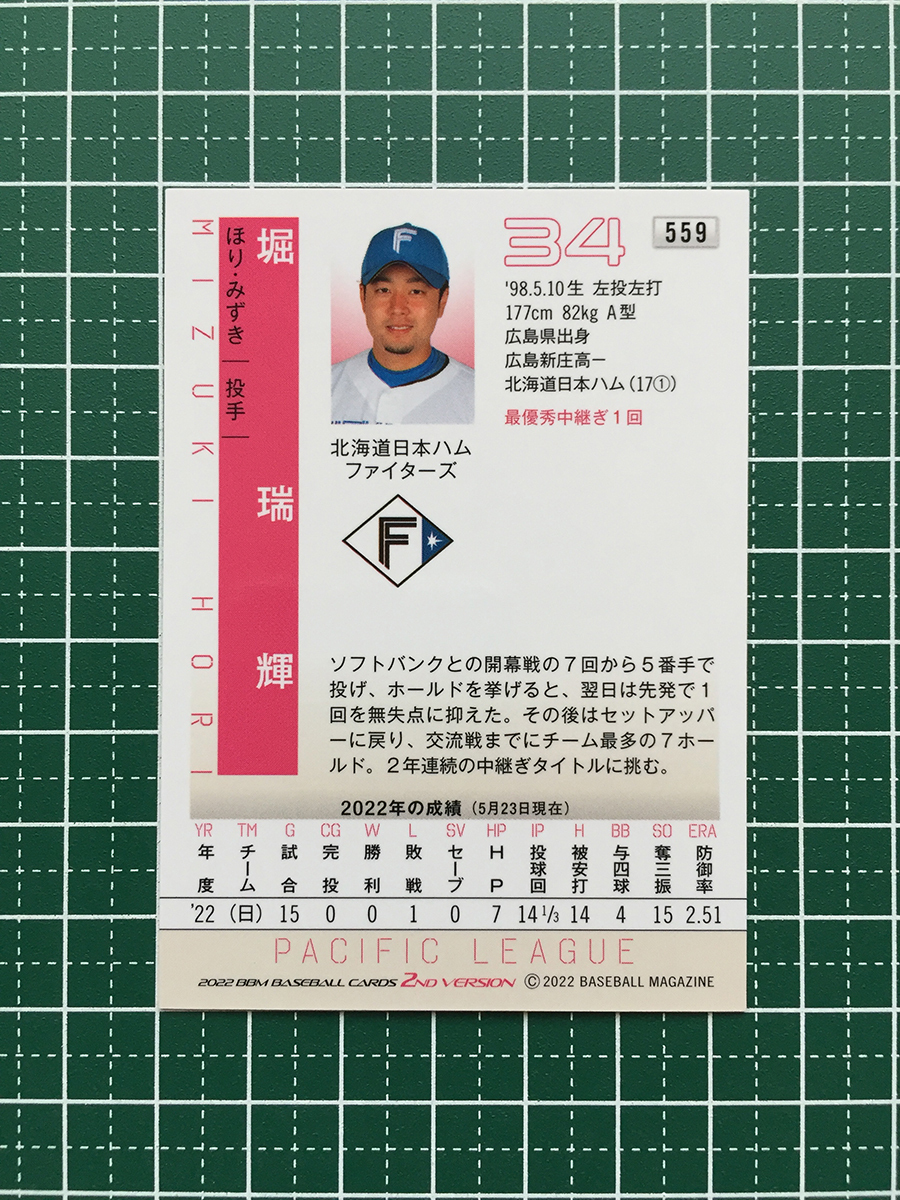 MIZUKI HORI
ほり・みずき｜投手｜
堀 瑞 輝
F
34
559
'98.5.10生 左投左打
177cm 82kg A型
広島県出身
広島新庄高ー
北海道日本ハム(17①)
最優秀中継ぎ1回
北海道日本ハム
ファイターズ
F
ソフトバンクとの開幕戦の7回から5番手で
投げ、ホールドを挙げると、翌日は先発で1
回を無失点に抑えた。その後はセットアッパ
ーに戻り、交流戦までにチーム最多の7ホー
ルド。2年連続の中継ぎタイトルに挑む。
2022年の成績(5月23日現在)
YR TM G CG W L SV HP IP H BB SO ERA
年度 チーム 試合 完投 勝利 敗戦 セーブ HP 投球回 被安打 与四球 奪三振 防御率
'22 (日) 15 0 0 1 0 7 14 1/3 14 4 15 2.51
PACIFIC LEAGUE
2022 BBM BASEBALL CARDS 2ND VERSION ©2022 BASEBALL MAGAZINE